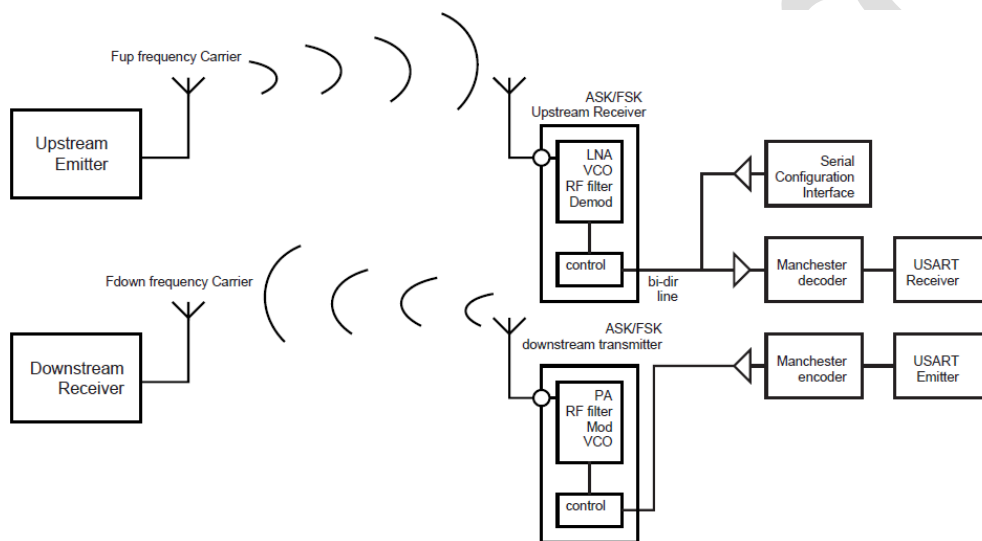 Fup frequency Carrier
Upstream
Emitter
ASK/FSK
Upstream Receiver
LNA
VCO
RF filter
Demod
control
bi-dir
line
Serial
Configuration
Interface
Manchester
decoder
USART
Receiver
Fdown frequency Carrier
Downstream
Receiver
ASK/FSK
downstream transmitter
PA
RF filter
Mod
VCO
control
Manchester
encoder
USART
Emitter